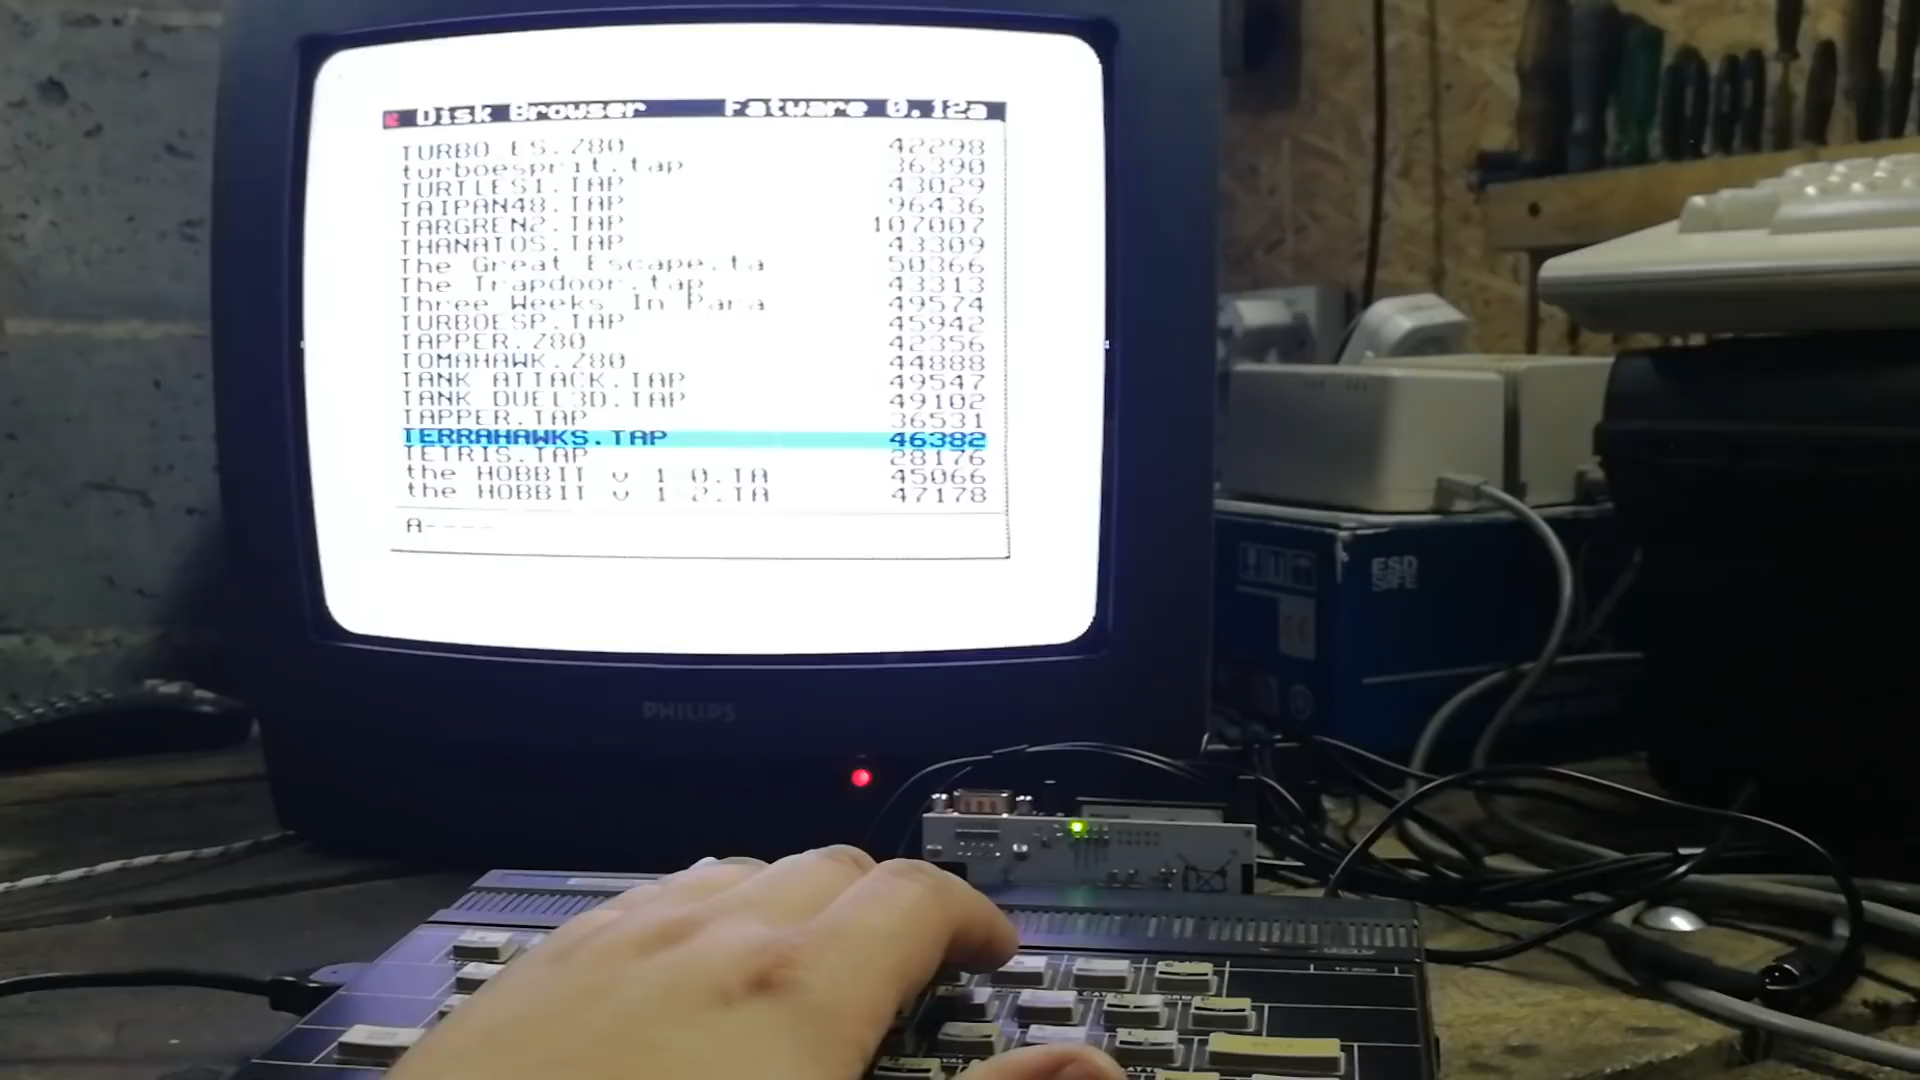 Disk Browser Fatware 0.12a
TURBO ES.Z80 42298
turboesprit.tap 36390
TURTLES1.TAP 43029
TAIPAN48.TAP 96436
TARGREN2.TAP 107007
THANATOS.TAP 43309
The Great Escape.ta 50366
The Trapdoor.tap 43313
Three Weeks In Para 49574
TURBOESP.TAP 45942
TAPPER.Z80 42356
TOMAHAWK.Z80 44888
TANK ATTACK.TAP 49547
TANK DUEL3D.TAP 49102
TAPPER.TAP 36531
TERRAHAWKS.TAP 46382
TETRIS.TAP 28176
the HOBBIT v 1 0.TA 45066
the HOBBIT v 1 2.TA 47178
A----
PHILIPS
ESD
SAFE